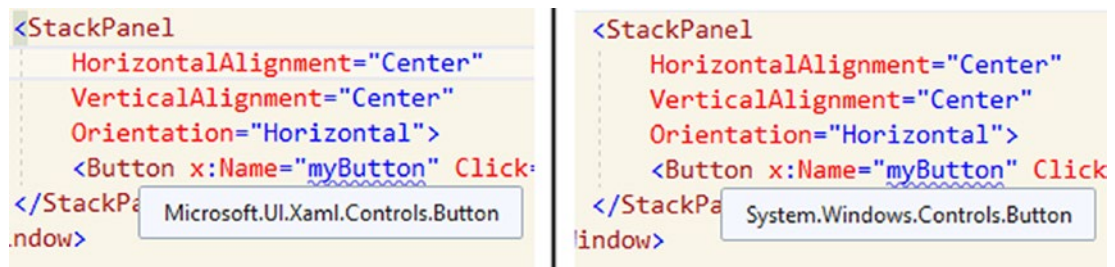 <StackPanel
HorizontalAlignment="Center"
VerticalAlignment="Center"
Orientation="Horizontal">
<Button x:Name="myButton" Click=
</StackPa
Microsoft.UI.Xaml.Controls.Button
ndow>
<StackPanel
HorizontalAlignment="Center"
VerticalAlignment="Center"
Orientation="Horizontal">
<Button x:Name="myButton" Click
</StackPa
System.Windows.Controls.Button
indow>